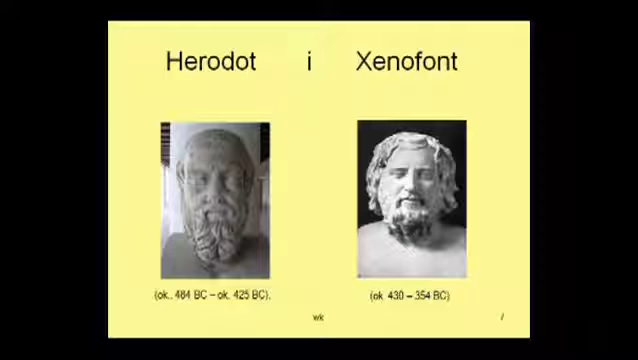 Herodot i Xenofont
(ok.. 484 BC – ok. 425 BC). (ok 430 – 354 BC)
wk /